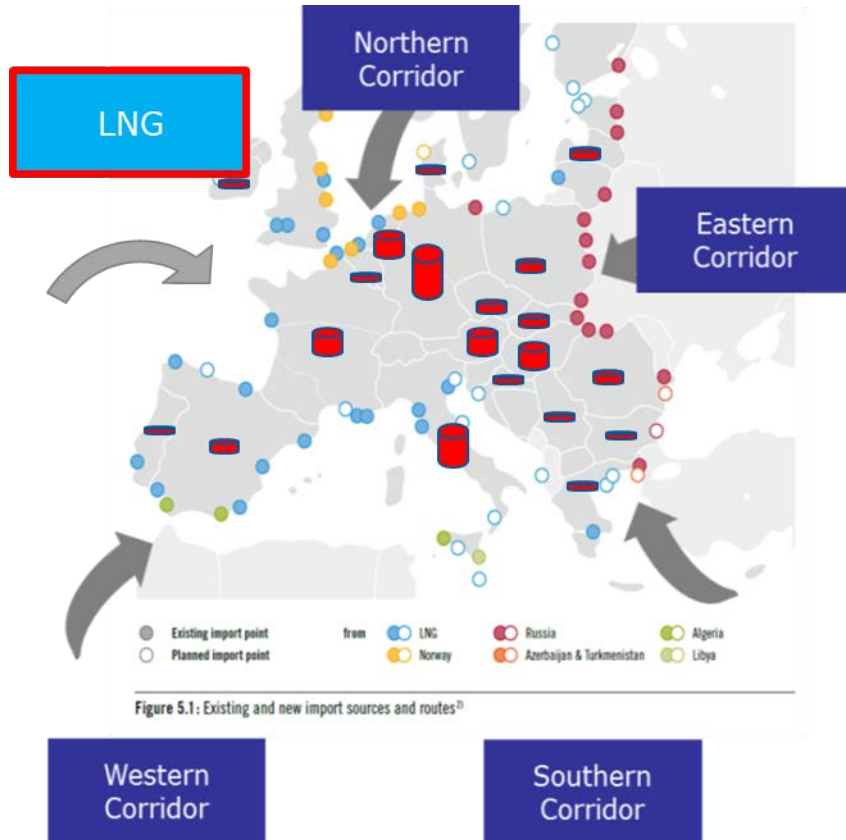 Northern
Corridor
LNG
Eastern
Corridor
Existing import point
from
LNG
Russia
Algeria
Planned import point
Norway
Azerbaijan & Turkmenistan
Libya
Figure 5.1: Existing and new import sources and routes²⁾
Western
Corridor
Southern
Corridor